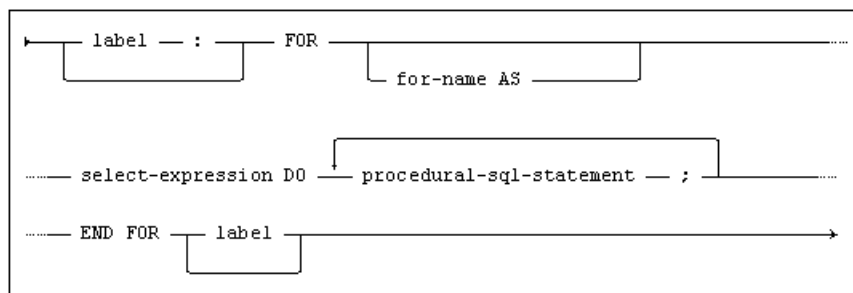 label : FOR
for-name AS
select-expression DO procedural-sql-statement ;
END FOR label